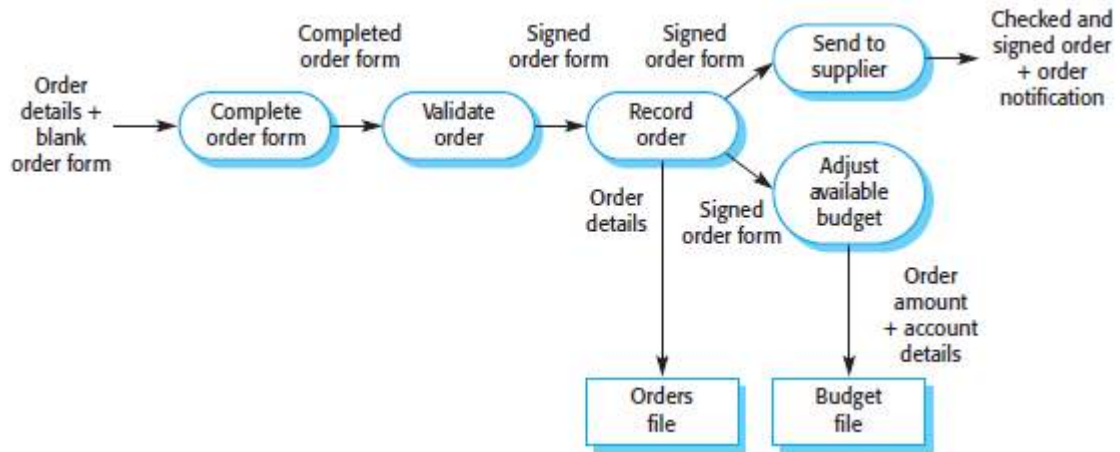 Order
details +
blank
order form
Complete
order form
Completed
order form
Validate
order
Signed
order form
Record
order
Signed
order form
Send to
supplier
Checked and
signed order
+ order
notification
Order
details
Signed
order form
Adjust
available
budget
Order
amount
+ account
details
Orders
file
Budget
file